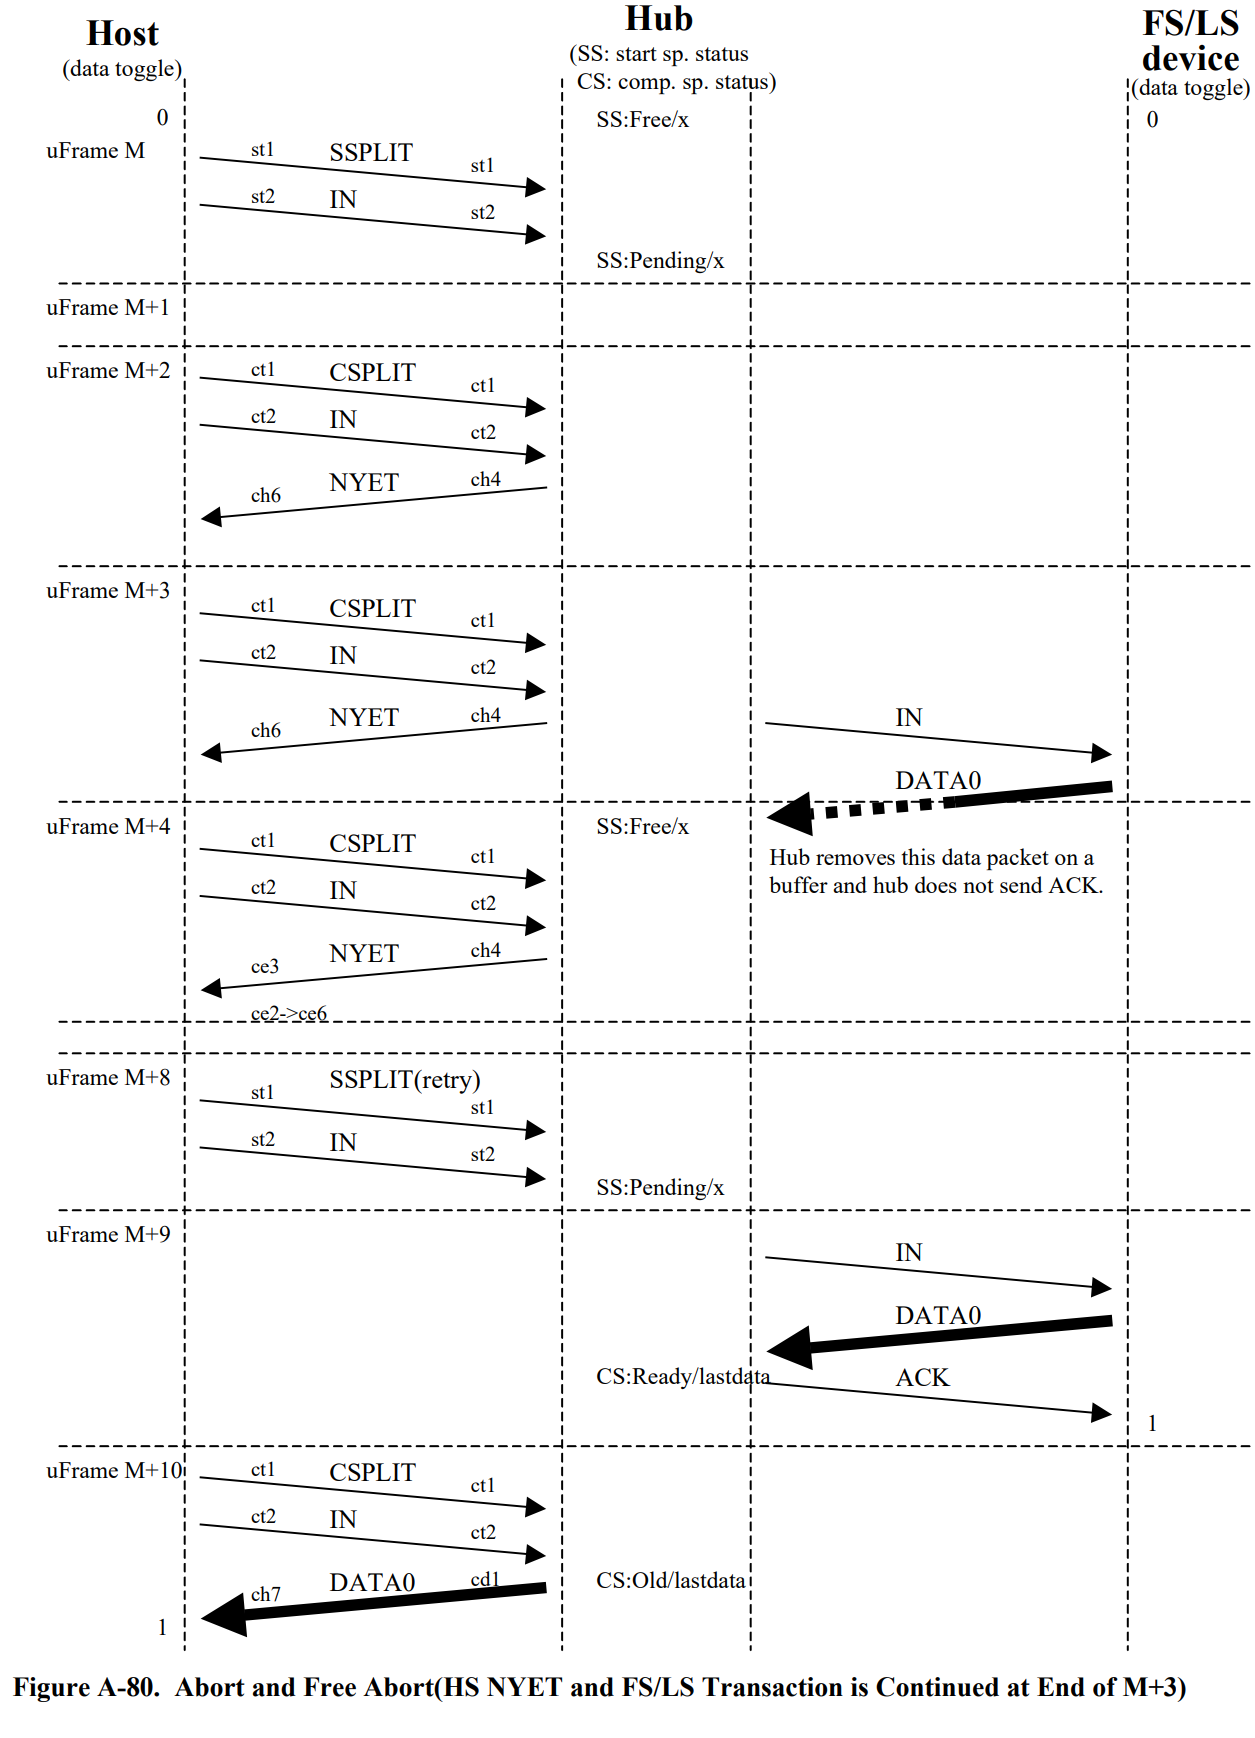 Host
(data toggle)
Hub
(SS: start sp. status
CS: comp. sp. status)
FS/LS
device
(data toggle)
0
SS:Free/x
0
uFrame M
st1 SSPLIT st1
st2 IN st2
SS:Pending/x
uFrame M+1
uFrame M+2
ct1 CSPLIT ct1
ct2 IN ct2
ch6 NYET ch4
uFrame M+3
ct1 CSPLIT ct1
ct2 IN ct2
ch6 NYET ch4
IN
DATA0
uFrame M+4
SS:Free/x
ct1 CSPLIT ct1
Hub removes this data packet on a
buffer and hub does not send ACK.
ct2 IN ct2
ce3 NYET ch4
ce2->ce6
uFrame M+8
SSPLIT(retry)
st1 st1
st2 IN st2
SS:Pending/x
uFrame M+9
IN
DATA0
CS:Ready/lastdata
ACK
1
uFrame M+10
ct1 CSPLIT ct1
ct2 IN ct2
ch7 DATA0 cd1
CS:Old/lastdata
1
Figure A-80. Abort and Free Abort(HS NYET and FS/LS Transaction is Continued at End of M+3)